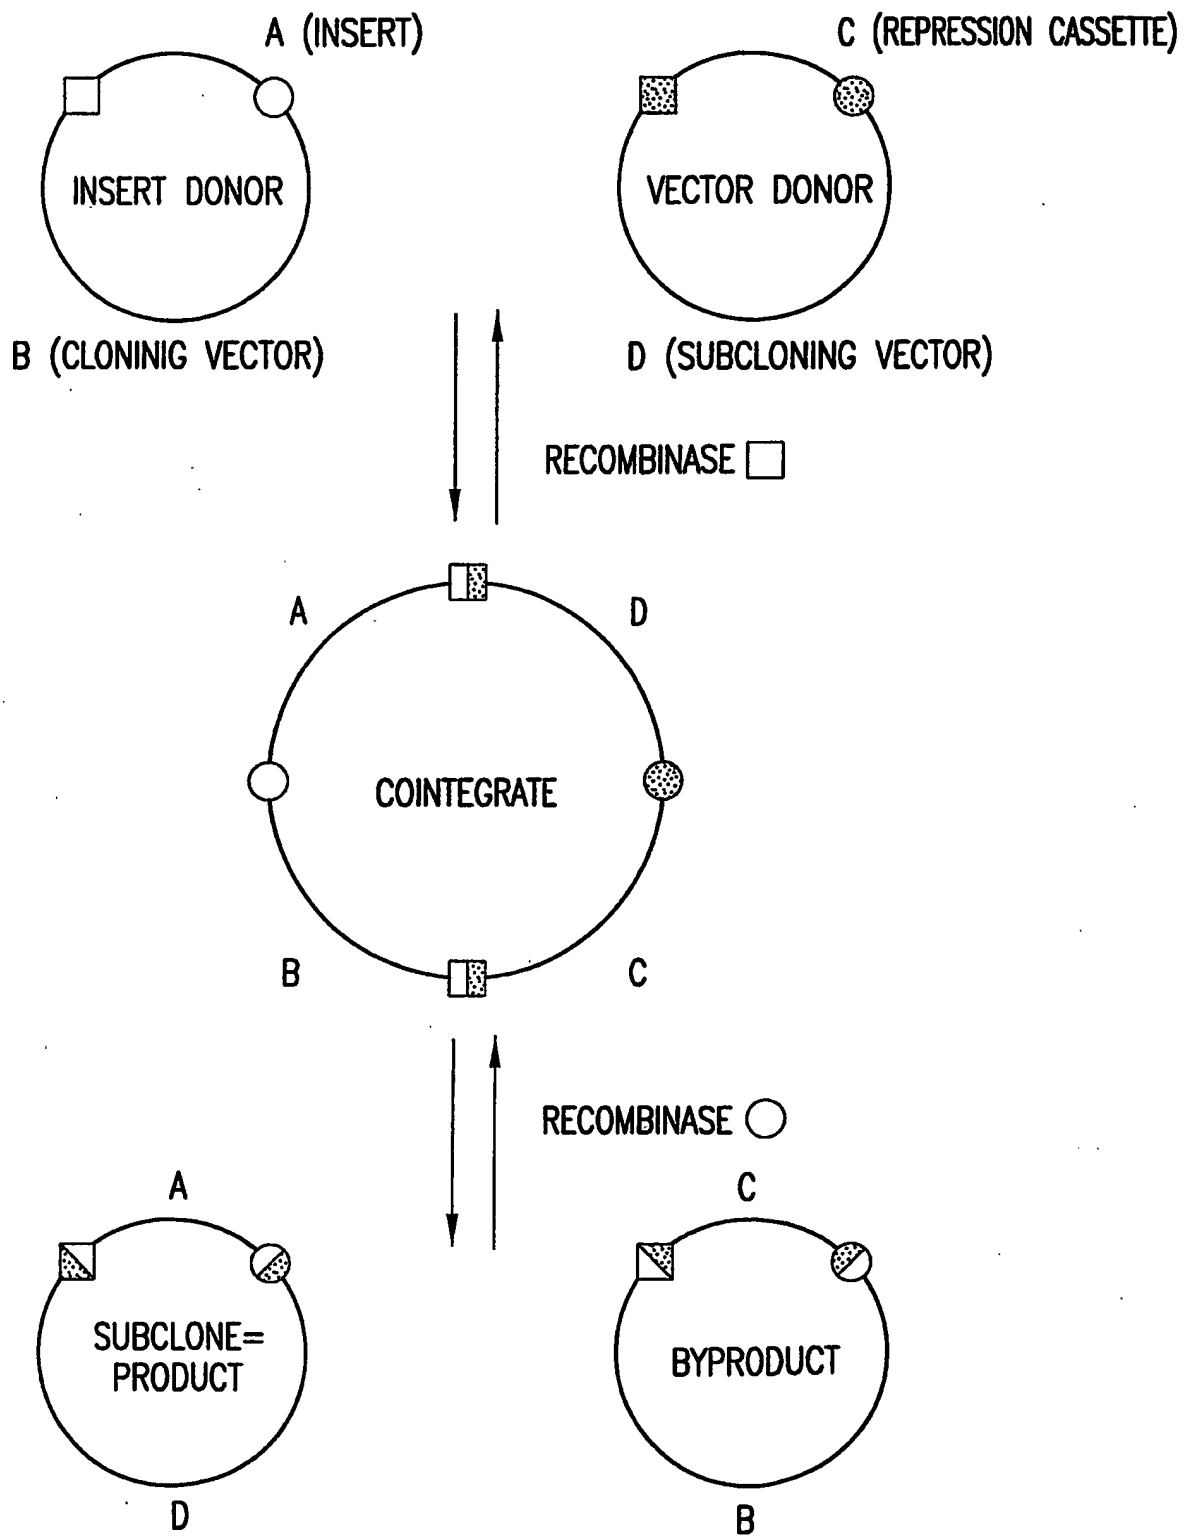 A (INSERT)
C (REPRESSION CASSETTE)
INSERT DONOR
VECTOR DONOR
B (CLONINIG VECTOR)
D (SUBCLONING VECTOR)
RECOMBINASE
A
D
COINTEGRATE
B
C
RECOMBINASE
A
C
SUBCLONE=
PRODUCT
BYPRODUCT
D
B